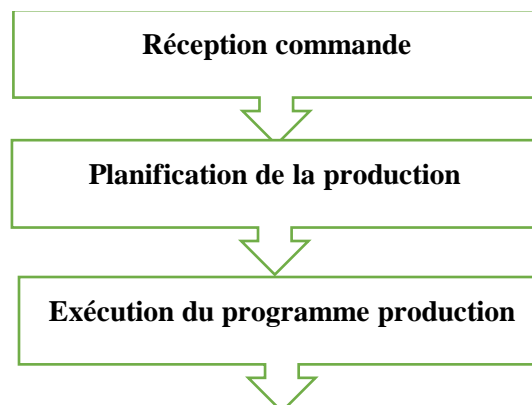 Réception commande
Planification de la production
Exécution du programme production